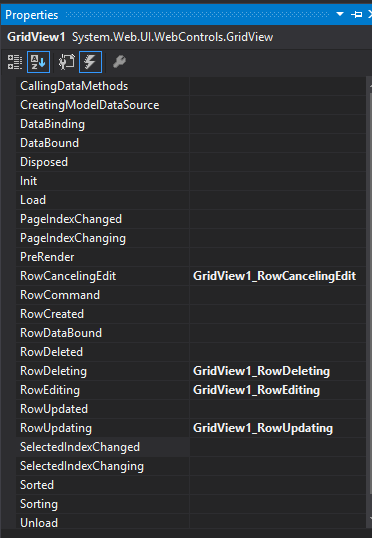 Properties
GridView1 System.Web.UI.WebControls.GridView
CallingDataMethods
CreatingModelDataSource
DataBinding
DataBound
Disposed
Init
Load
PageIndexChanged
PageIndexChanging
PreRender
RowCancelingEdit GridView1_RowCancelingEdit
RowCommand
RowCreated
RowDataBound
RowDeleted
RowDeleting GridView1_RowDeleting
RowEditing GridView1_RowEditing
RowUpdated
RowUpdating GridView1_RowUpdating
SelectedIndexChanged
SelectedIndexChanging
Sorted
Sorting
Unload